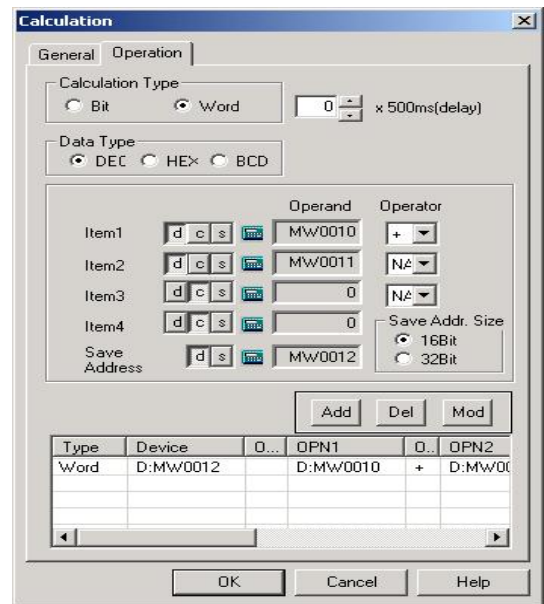 Calculation
General Operation
Calculation Type
Bit Word 0 x 500ms(delay)
Data Type
DEC HEX BCD
Operand Operator
Item1 d c s MW0010 +
Item2 d c s MW0011 NA
Item3 d c s 0 NA
Item4 d c s 0
Save Addr. Size
16Bit
32Bit
Save Address d s MW0012
Add Del Mod
Type Device O... OPN1 O.. OPN2
Word D:MW0012 D:MW0010 + D:MW00
OK Cancel Help